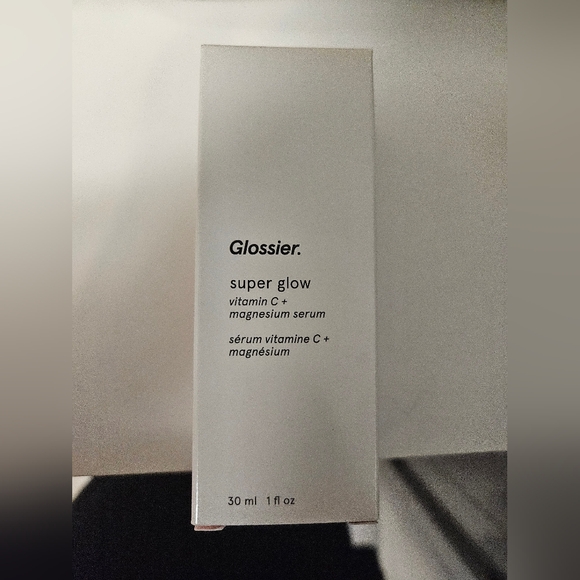 Glossier.
super glow
vitamin C +
magnesium serum
sérum vitamine C +
magnésium
30 ml 1 fl oz